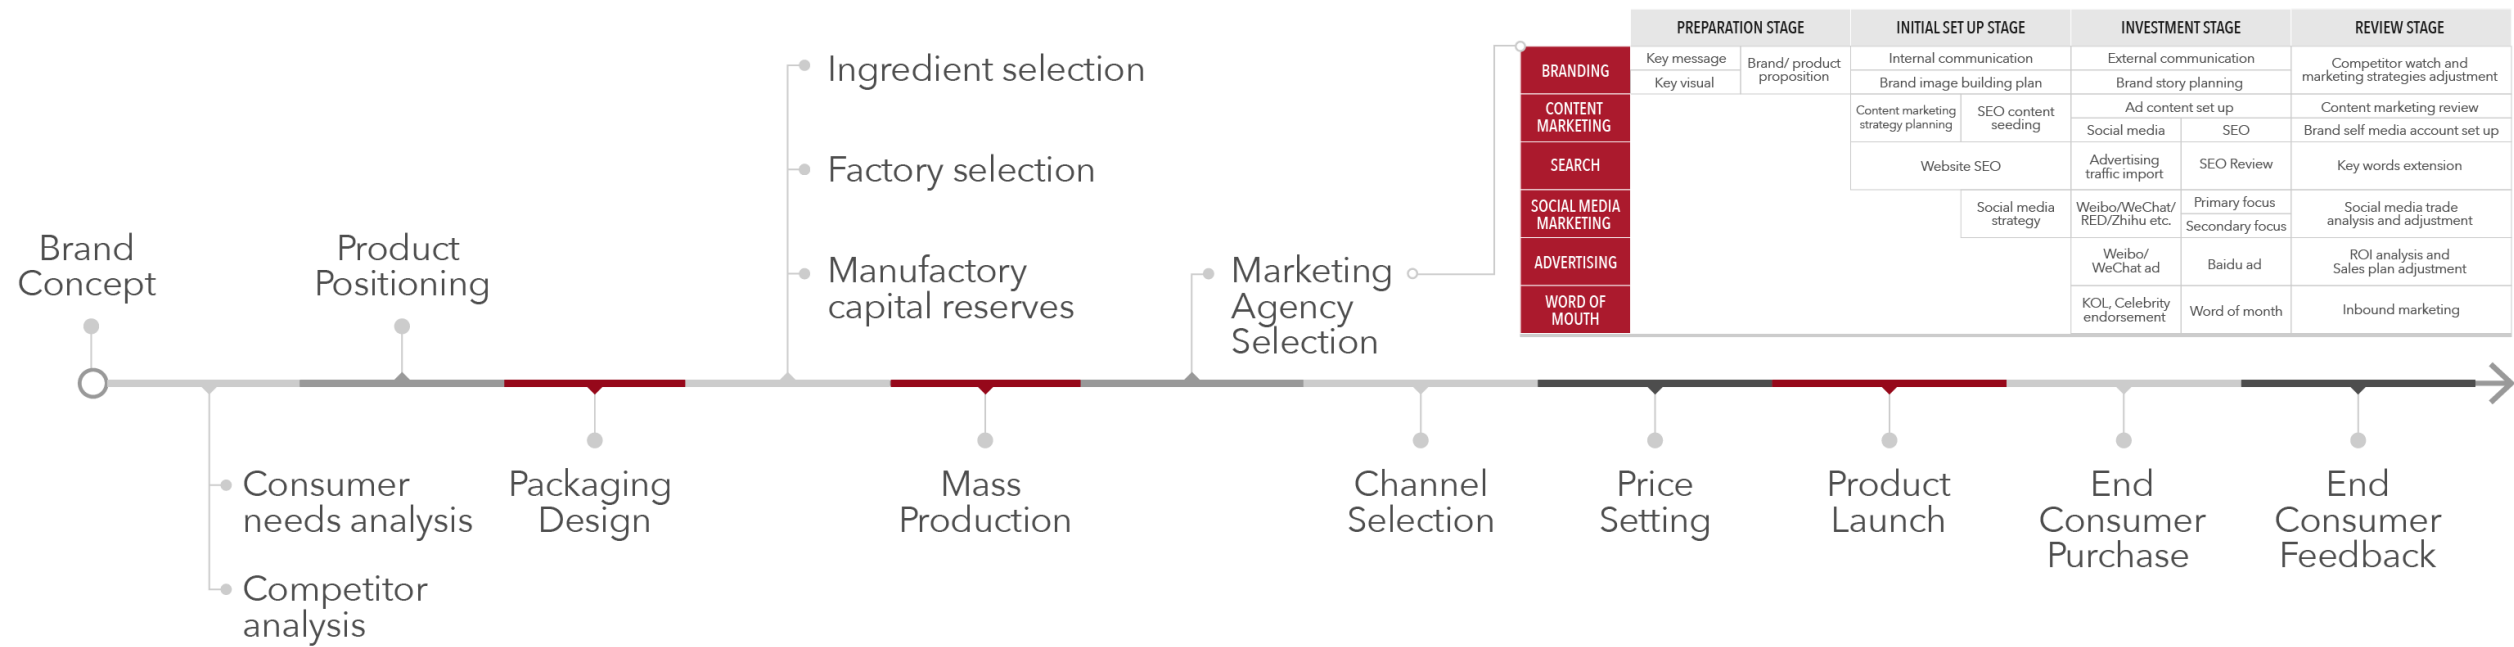 Brand
Concept
Consumer
needs analysis
Competitor
analysis
Product
Positioning
Packaging
Design
Ingredient selection
Factory selection
Manufactory
capital reserves
Mass
Production
Marketing
Agency
Selection
PREPARATION STAGE
INITIAL SET UP STAGE
INVESTMENT STAGE
REVIEW STAGE
BRANDING
Key message
Key visual
Brand/ product
proposition
Internal communication
Brand image building plan
External communication
Brand story planning
Competitor watch and
marketing strategies adjustment
CONTENT
MARKETING
Content marketing
strategy planning
SEO content
seeding
Ad content set up
Social media
SEO
Content marketing review
Brand self media account set up
SEARCH
Website SEO
Advertising
traffic import
SEO Review
Key words extension
SOCIAL MEDIA
MARKETING
Social media
strategy
Weibo/WeChat/
RED/Zhihu etc.
Primary focus
Secondary focus
Social media trade
analysis and adjustment
ADVERTISING
Weibo/
WeChat ad
Baidu ad
ROI analysis and
Sales plan adjustment
WORD OF
MOUTH
KOL, Celebrity
endorsement
Word of month
Inbound marketing
Channel
Selection
Price
Setting
Product
Launch
End
Consumer
Purchase
End
Consumer
Feedback